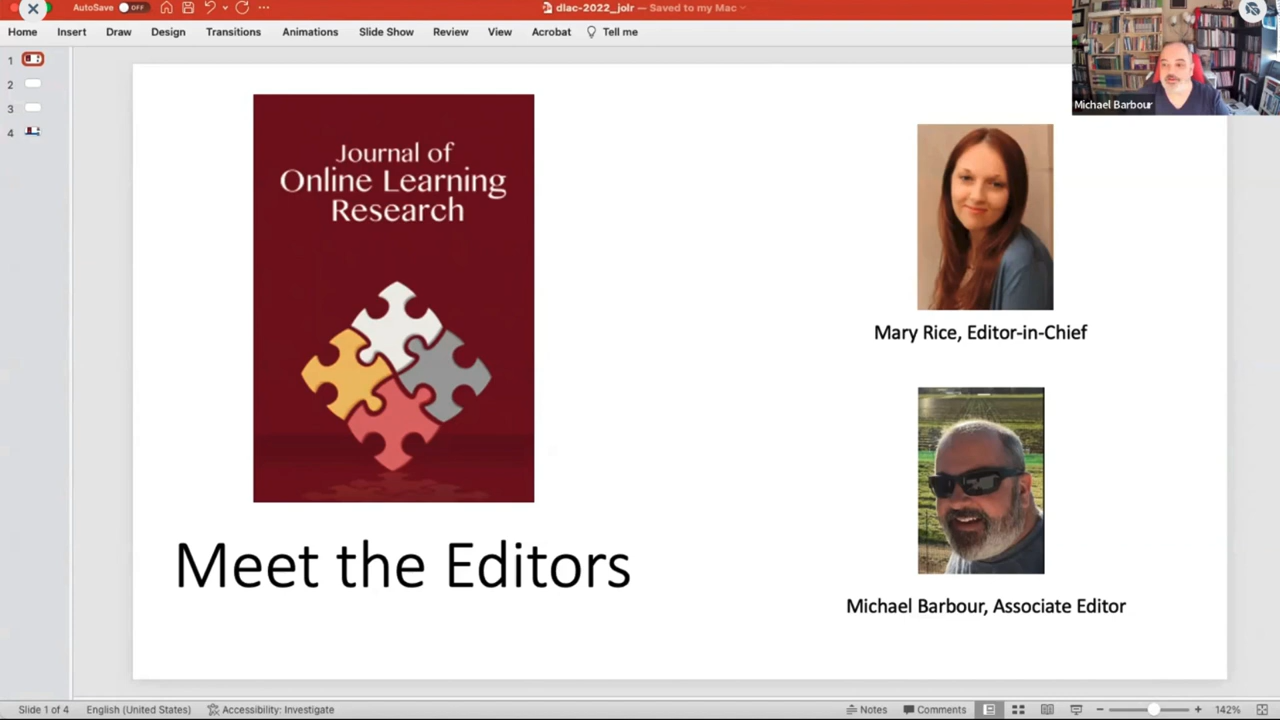 AutoSave OFF
dlac-2022_jolr — Saved to my Mac
Home Insert Draw Design Transitions Animations Slide Show Review View Acrobat Tell me
Michael Barbour
1
2
3
4
Journal of
Online Learning
Research
Meet the Editors
Mary Rice, Editor-in-Chief
Michael Barbour, Associate Editor
Slide 1 of 4 English (United States) Accessibility: Investigate Notes Comments 142%